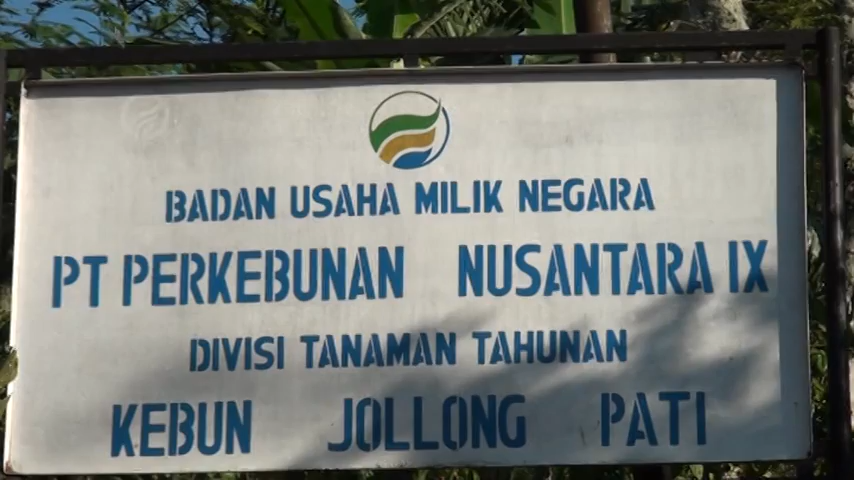 BADAN USAHA MILIK NEGARA
PT PERKEBUNAN NUSANTARA IX
DIVISI TANAMAN TAHUNAN
KEBUN JOLLONG PATI